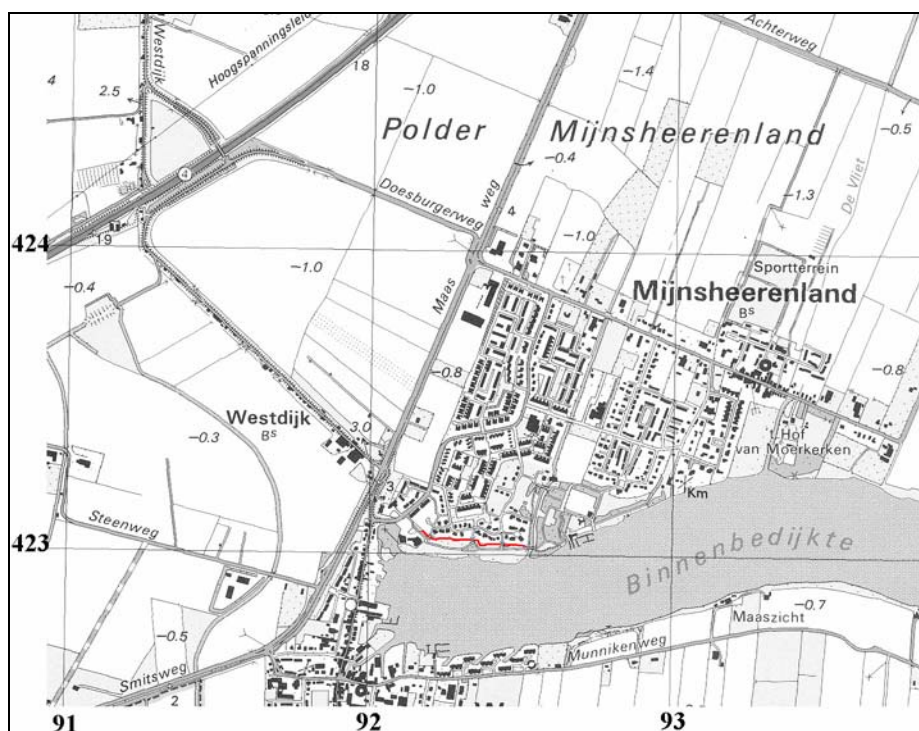 Westdijk
Hoogspanningsleid
18
Achterweg
4
2.5
-1.0
-1.4
-0.5
Polder
Mijnsheerenland
-0.4
4
Doesburgerweg
weg
4
-1.3
De Vliet
424
19
-1.0
Sportterrein
-0.4
-1.0
Mijnsheerenland
Bs
Maas
-0.8
-0.8
Westdijk
Bs
3.0
-0.3
't Hof
van Moerkerken
3
Km
Steenweg
423
Binnenbedijkte
-0.7
Maaszicht
-0.5
Munnikenweg
Smitsweg
2
91
92
93